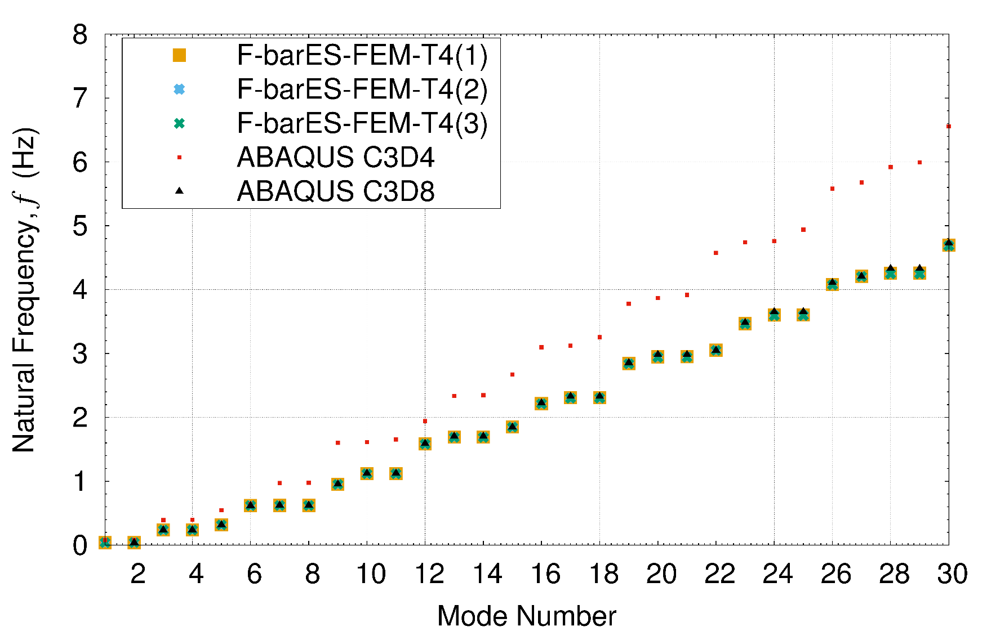 8
7
6
5
4
3
2
1
0
Natural Frequency, f (Hz)
F-barES-FEM-T4(1)
F-barES-FEM-T4(2)
F-barES-FEM-T4(3)
ABAQUS C3D4
ABAQUS C3D8
2 4 6 8 10 12 14 16 18 20 22 24 26 28 30
Mode Number